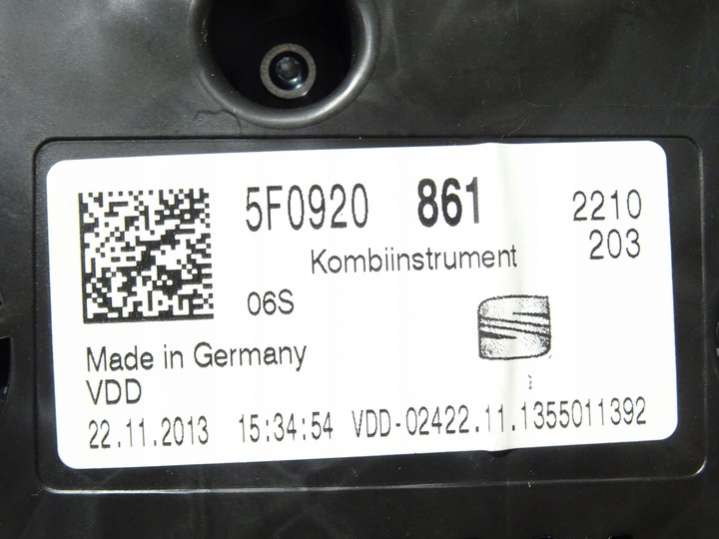 5F0920 861 2210
Kombiinstrument 203
06S
Made in Germany
VDD
22.11.2013 15:34:54 VDD-02422.11.1355011392